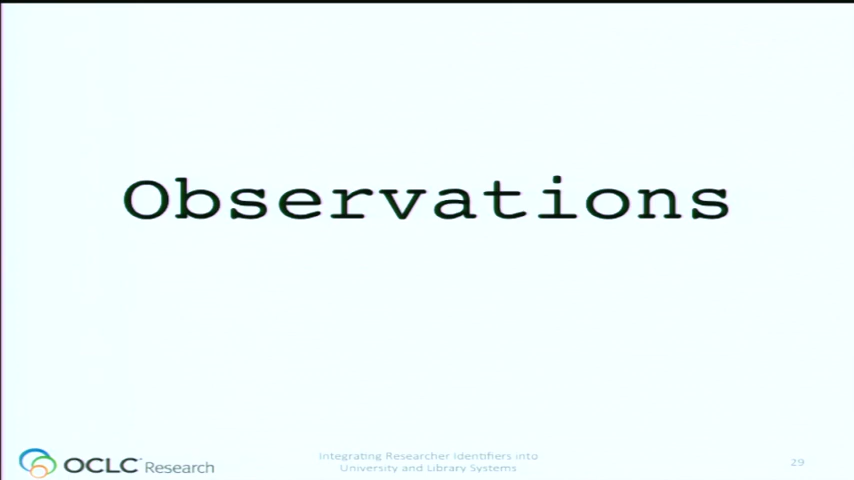 Observations
OCLC Research
Integrating Researcher Identifiers into
University and Library Systems
29